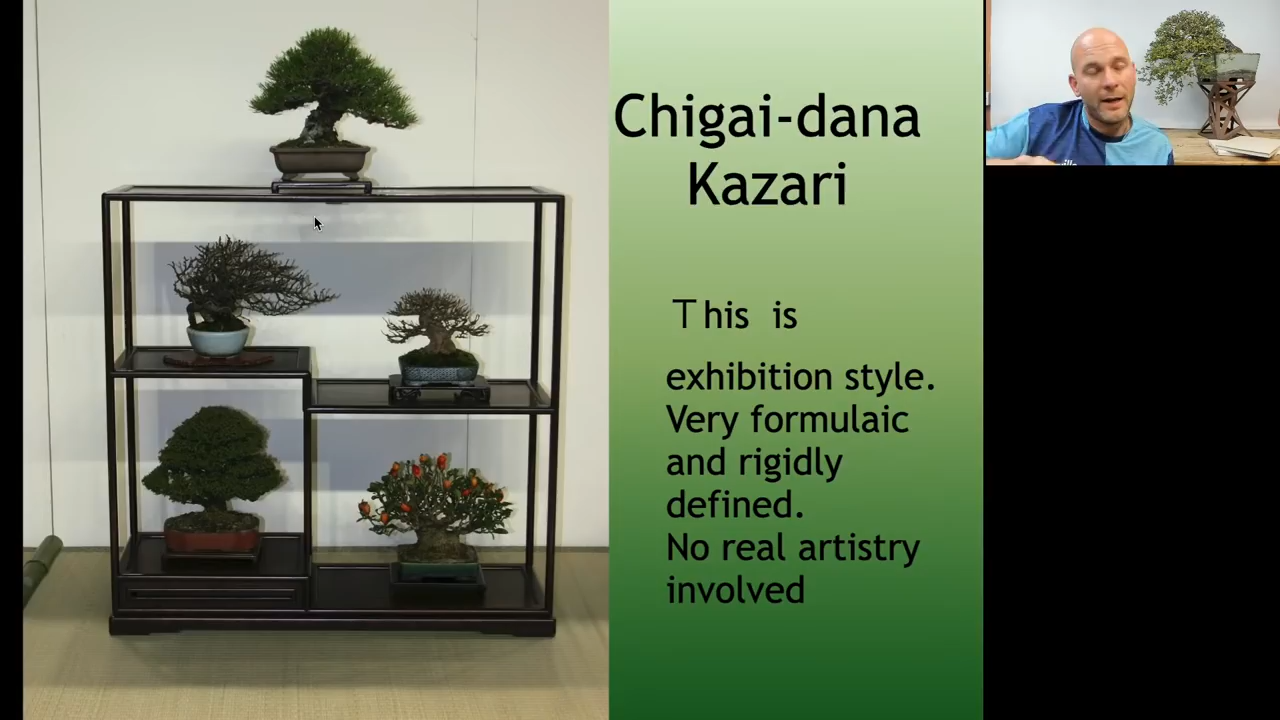 Chigai-dana
Kazari
This is
exhibition style.
Very formulaic
and rigidly
defined.
No real artistry
involved